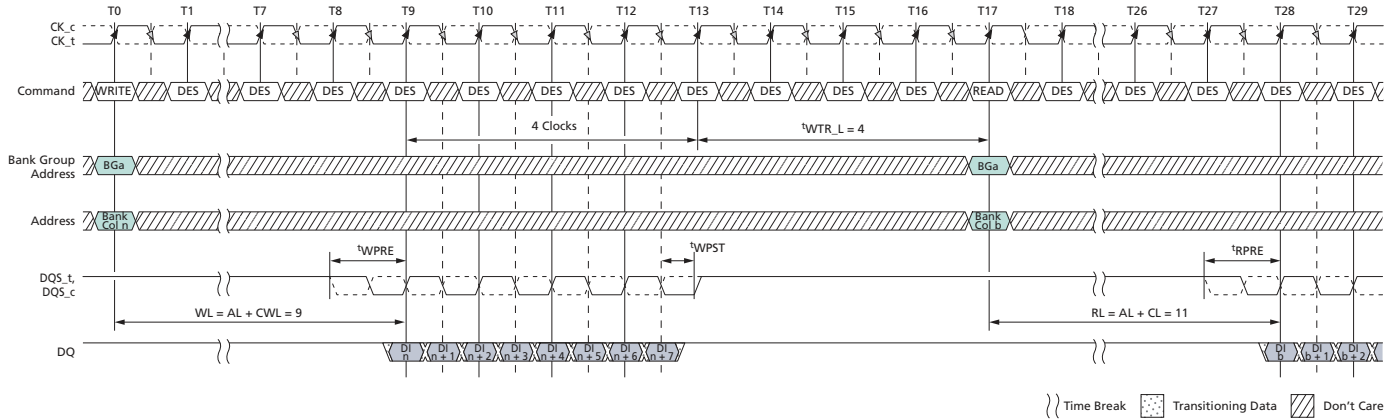 T0 T1 T7 T8 T9 T10 T11 T12 T13 T14 T15 T16 T17 T18 T26 T27 T28 T29
CK_c
CK_t
Command WRITE DES DES DES DES DES DES DES DES DES DES DES READ DES DES DES DES DES
4 Clocks tWTR_L = 4
Bank Group
Address
BGa BGa
Address
Bank
Col n
Bank
Col b
tWPRE tWPST tRPRE
DQS_t,
DQS_c
WL = AL + CWL = 9 RL = AL + CL = 11
DQ
DI DI DI DI DI DI DI DI DI DI DI
n n + 1 n + 2 n + 3 n + 4 n + 5 n + 6 n + 7 b b + 1 b + 2
Time Break Transitioning Data Don't Care